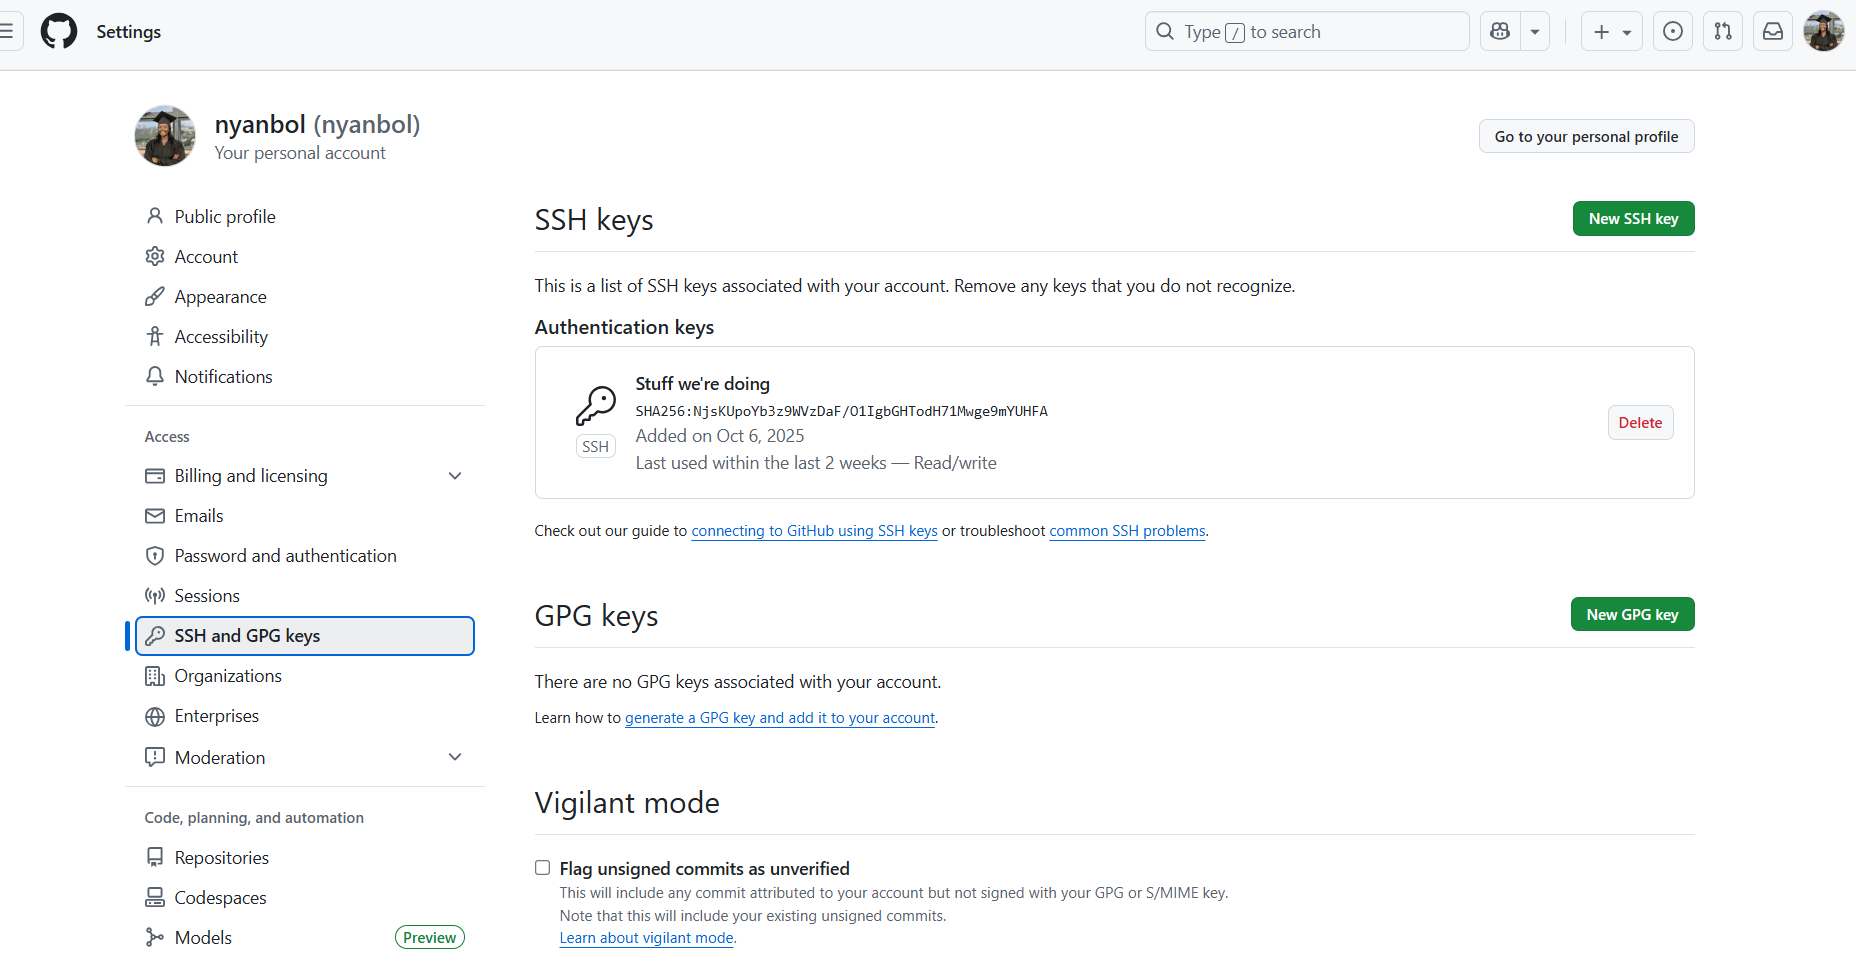 Settings
Type / to search
nyanbol (nyanbol)
Your personal account
Go to your personal profile
Public profile
Account
Appearance
Accessibility
Notifications
Access
Billing and licensing
Emails
Password and authentication
Sessions
SSH and GPG keys
Organizations
Enterprises
Moderation
Code, planning, and automation
Repositories
Codespaces
Models Preview
SSH keys
New SSH key
This is a list of SSH keys associated with your account. Remove any keys that you do not recognize.
Authentication keys
Stuff we're doing
SHA256:NjsKUpoYb3z9WVzDaF/O1IgbGHTodH71Mwge9mYUHFA
Added on Oct 6, 2025
Last used within the last 2 weeks — Read/write
SSH
Delete
Check out our guide to connecting to GitHub using SSH keys or troubleshoot common SSH problems.
GPG keys
New GPG key
There are no GPG keys associated with your account.
Learn how to generate a GPG key and add it to your account.
Vigilant mode
Flag unsigned commits as unverified
This will include any commit attributed to your account but not signed with your GPG or S/MIME key.
Note that this will include your existing unsigned commits.
Learn about vigilant mode.